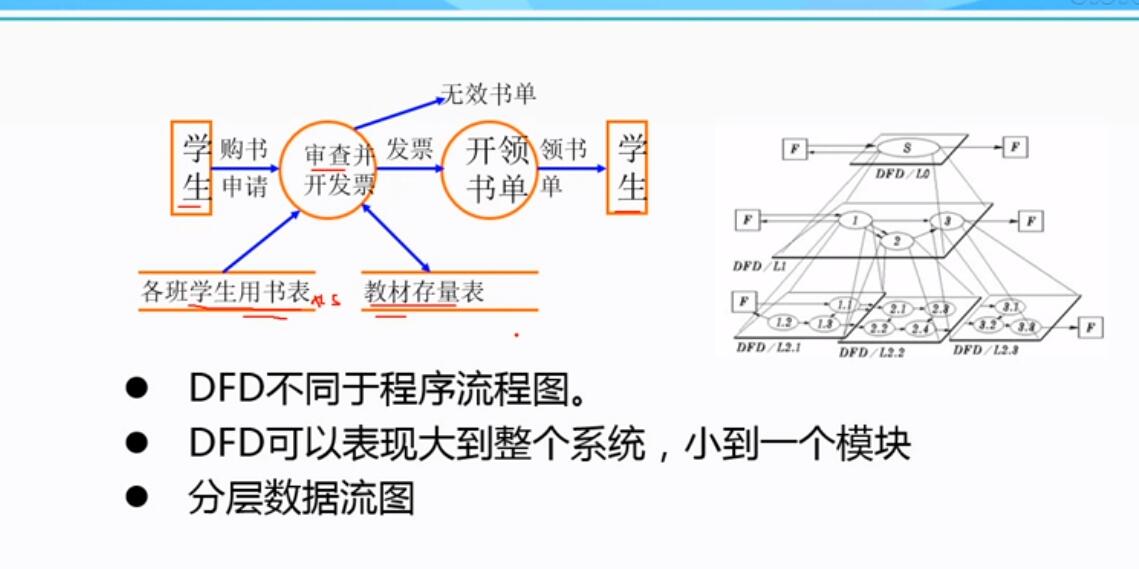 无效书单
学生
购书
申请
审查并
开发票
发票
开领
书单
领书
单
学生
各班学生用书表
教材存量表
F
S
F
DFD/L0
F
1
2
3
F
DFD/L1
F
1.1
1.2
1.3
2.1
2.3
2.2
2.4
3.1
3.2
3.3
F
DFD/L2.1
DFD/L2.2
DFD/L2.3
● DFD不同于程序流程图。
● DFD可以表现大到整个系统，小到一个模块
● 分层数据流图